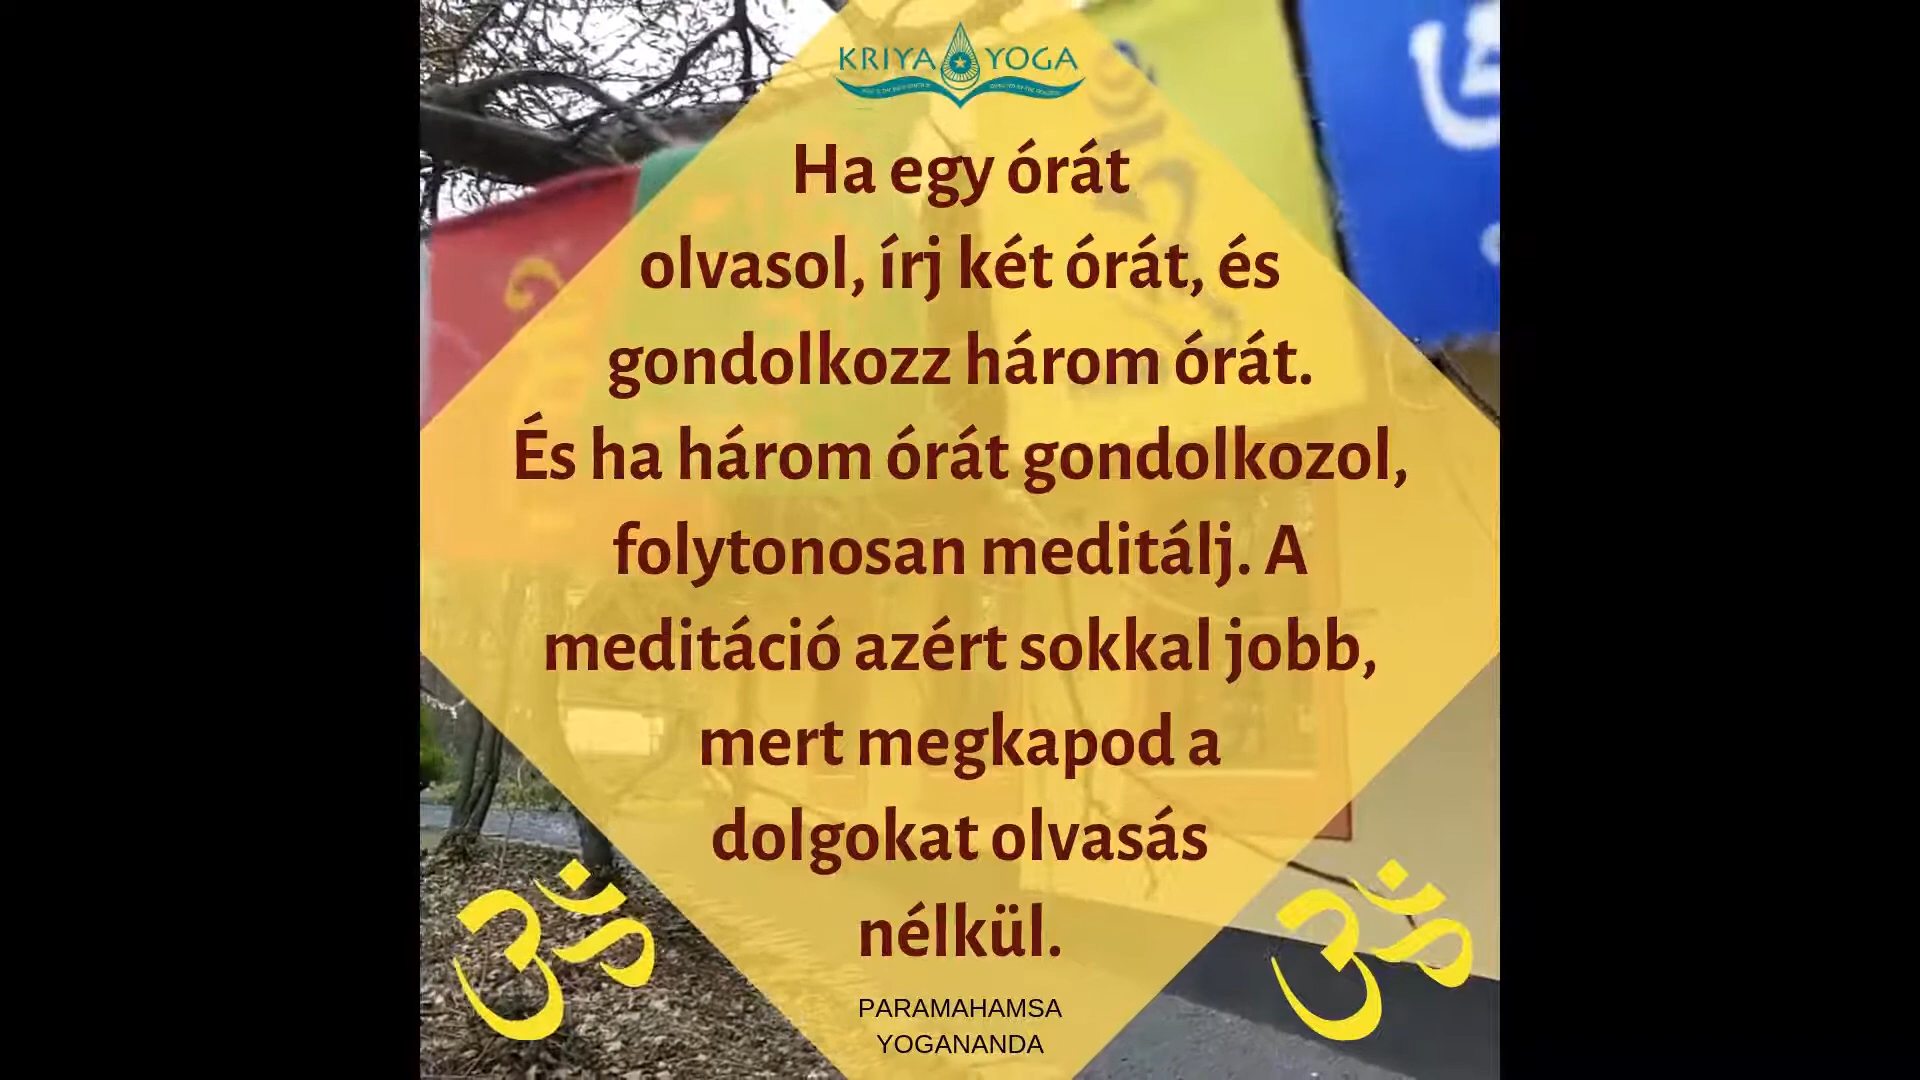 KRIYA YOGA
Ha egy órát
olvasol, írj két órát, és
gondolkozz három órát.
És ha három órát gondolkozol,
folytonosan meditálj. A
meditáció azért sokkal jobb,
mert megkapod a
dolgokat olvasás
nélkül.
ॐ ॐ
PARAMAHAMSA
YOGANANDA